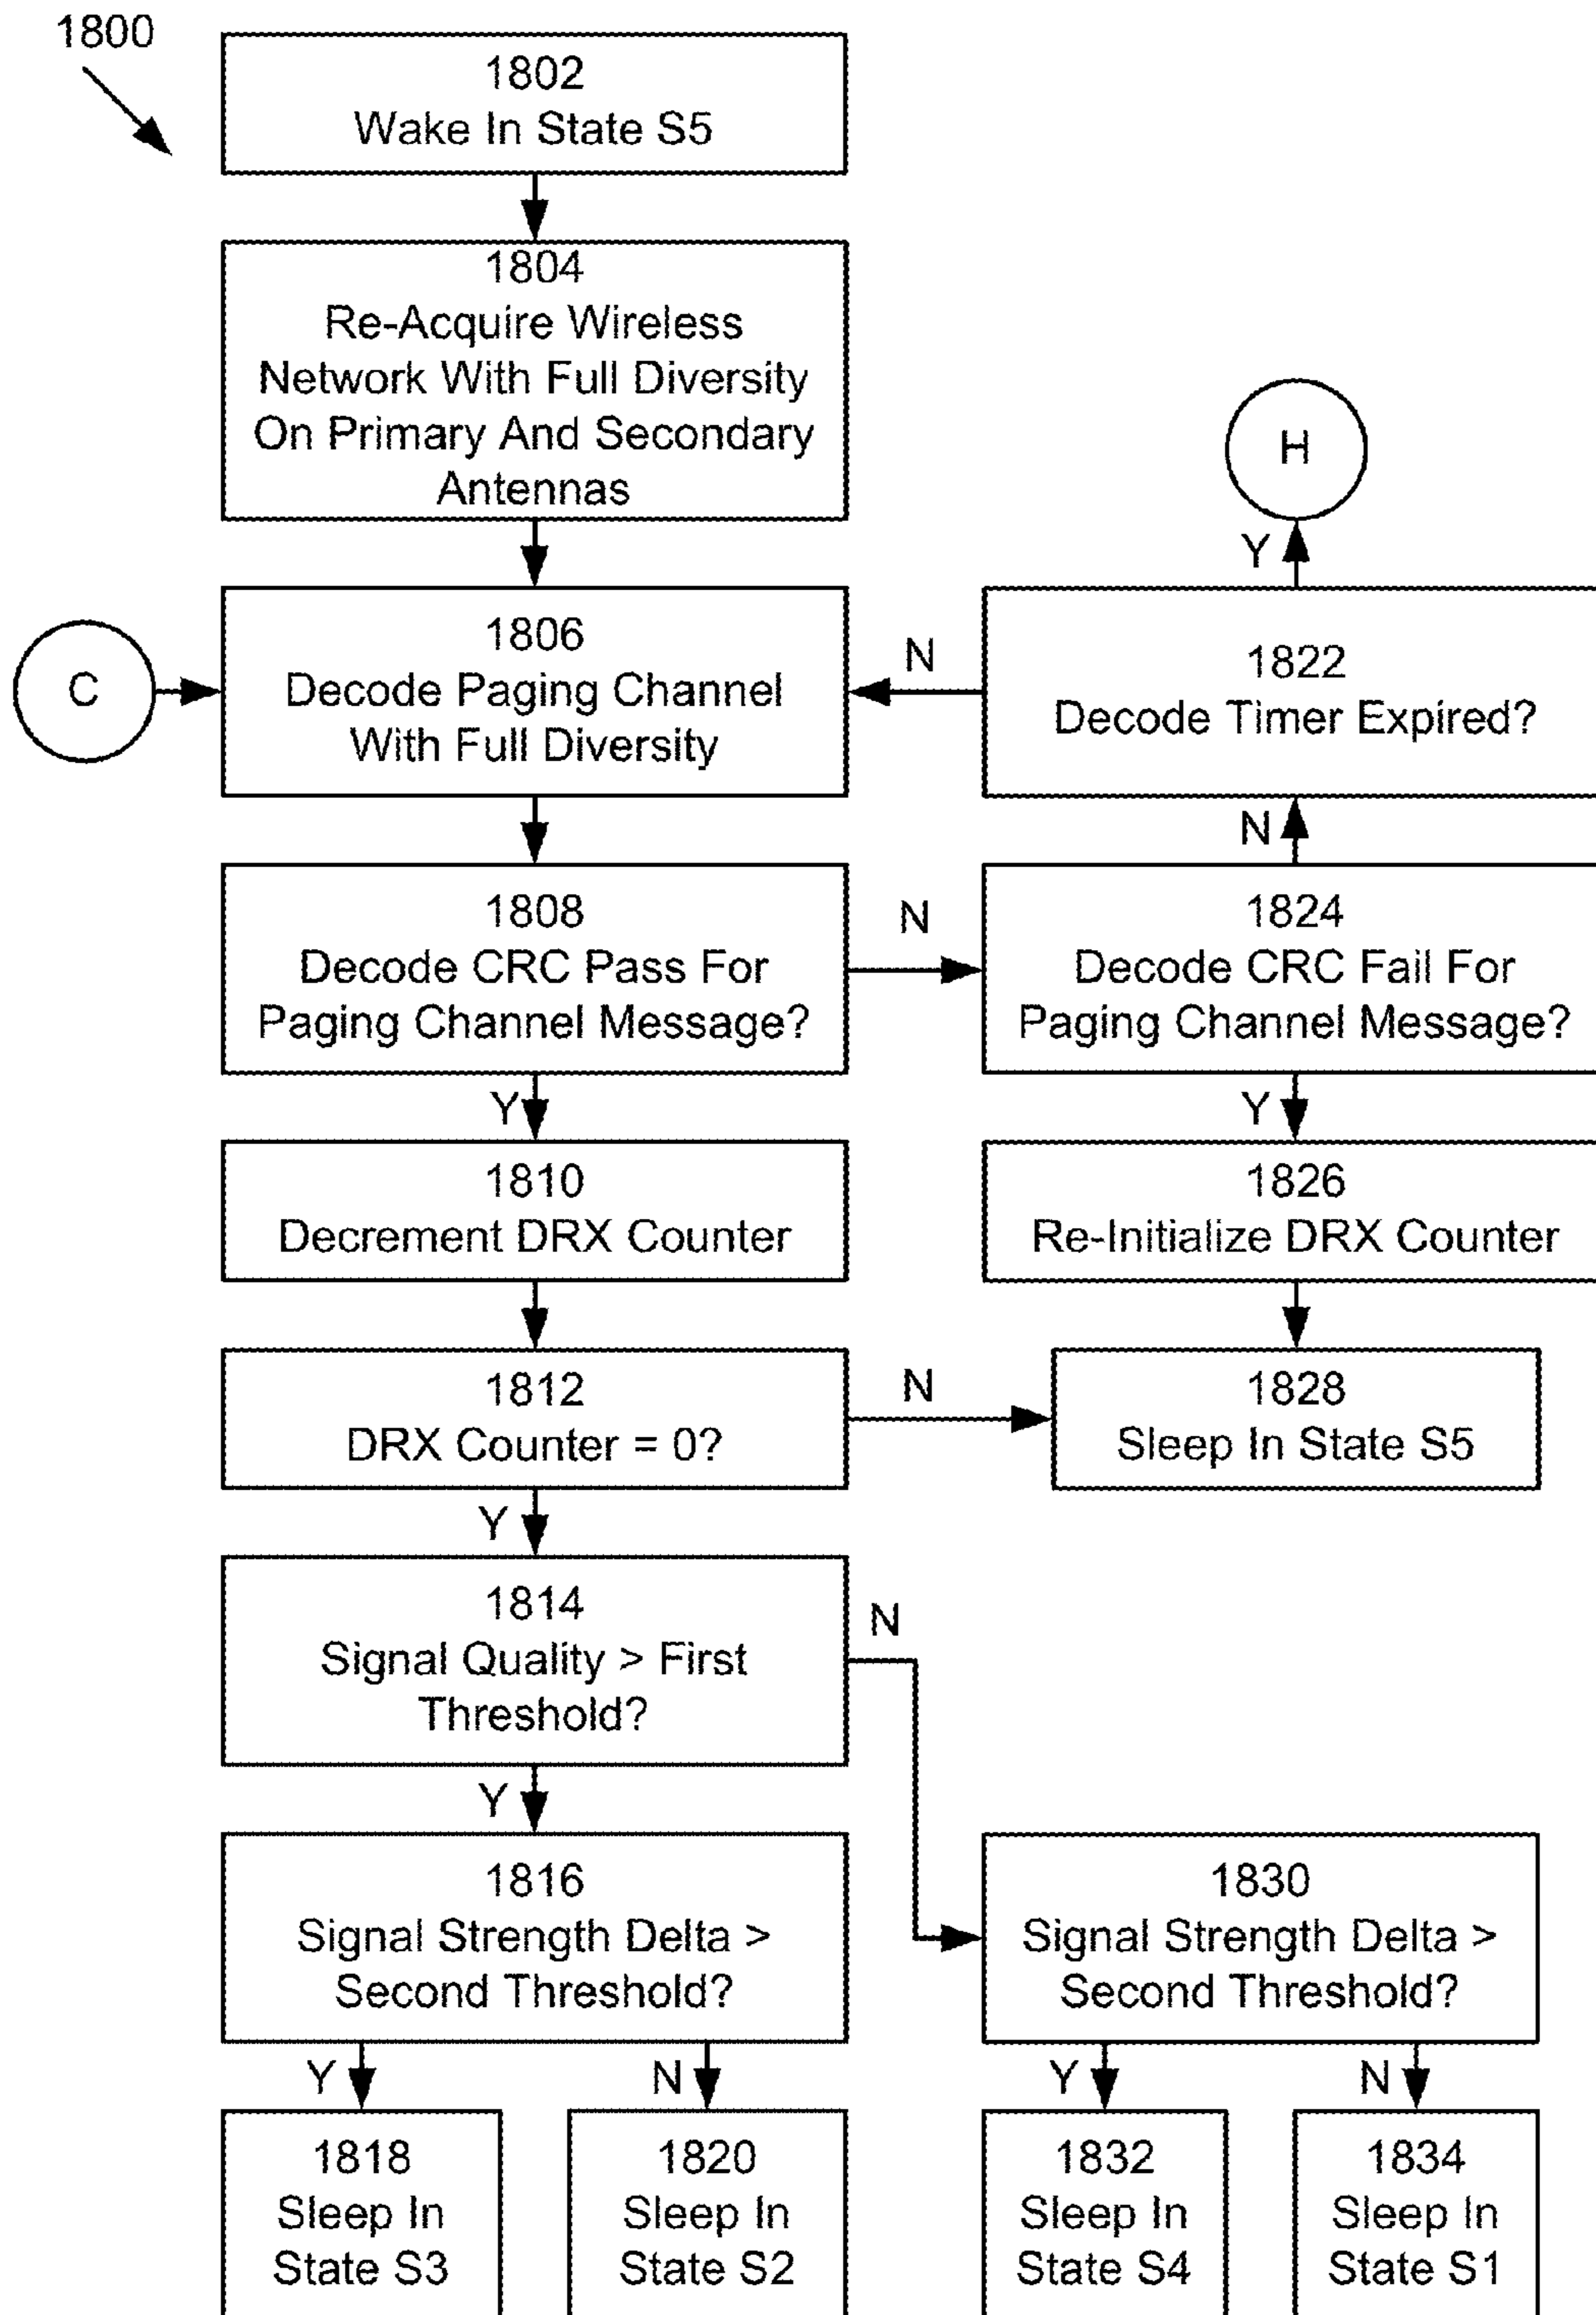 1800
1802
Wake In State S5
1804
Re-Acquire Wireless
Network With Full Diversity
On Primary And Secondary
Antennas
H
Y
C
1806
Decode Paging Channel
With Full Diversity
N
1822
Decode Timer Expired?
N
1808
Decode CRC Pass For
Paging Channel Message?
N
1824
Decode CRC Fail For
Paging Channel Message?
Y
Y
1810
Decrement DRX Counter
1826
Re-Initialize DRX Counter
1812
DRX Counter = 0?
N
1828
Sleep In State S5
Y
1814
Signal Quality > First
Threshold?
N
Y
1816
Signal Strength Delta >
Second Threshold?
1830
Signal Strength Delta >
Second Threshold?
Y
N
Y
N
1818
Sleep In
State S3
1820
Sleep In
State S2
1832
Sleep In
State S4
1834
Sleep In
State S1